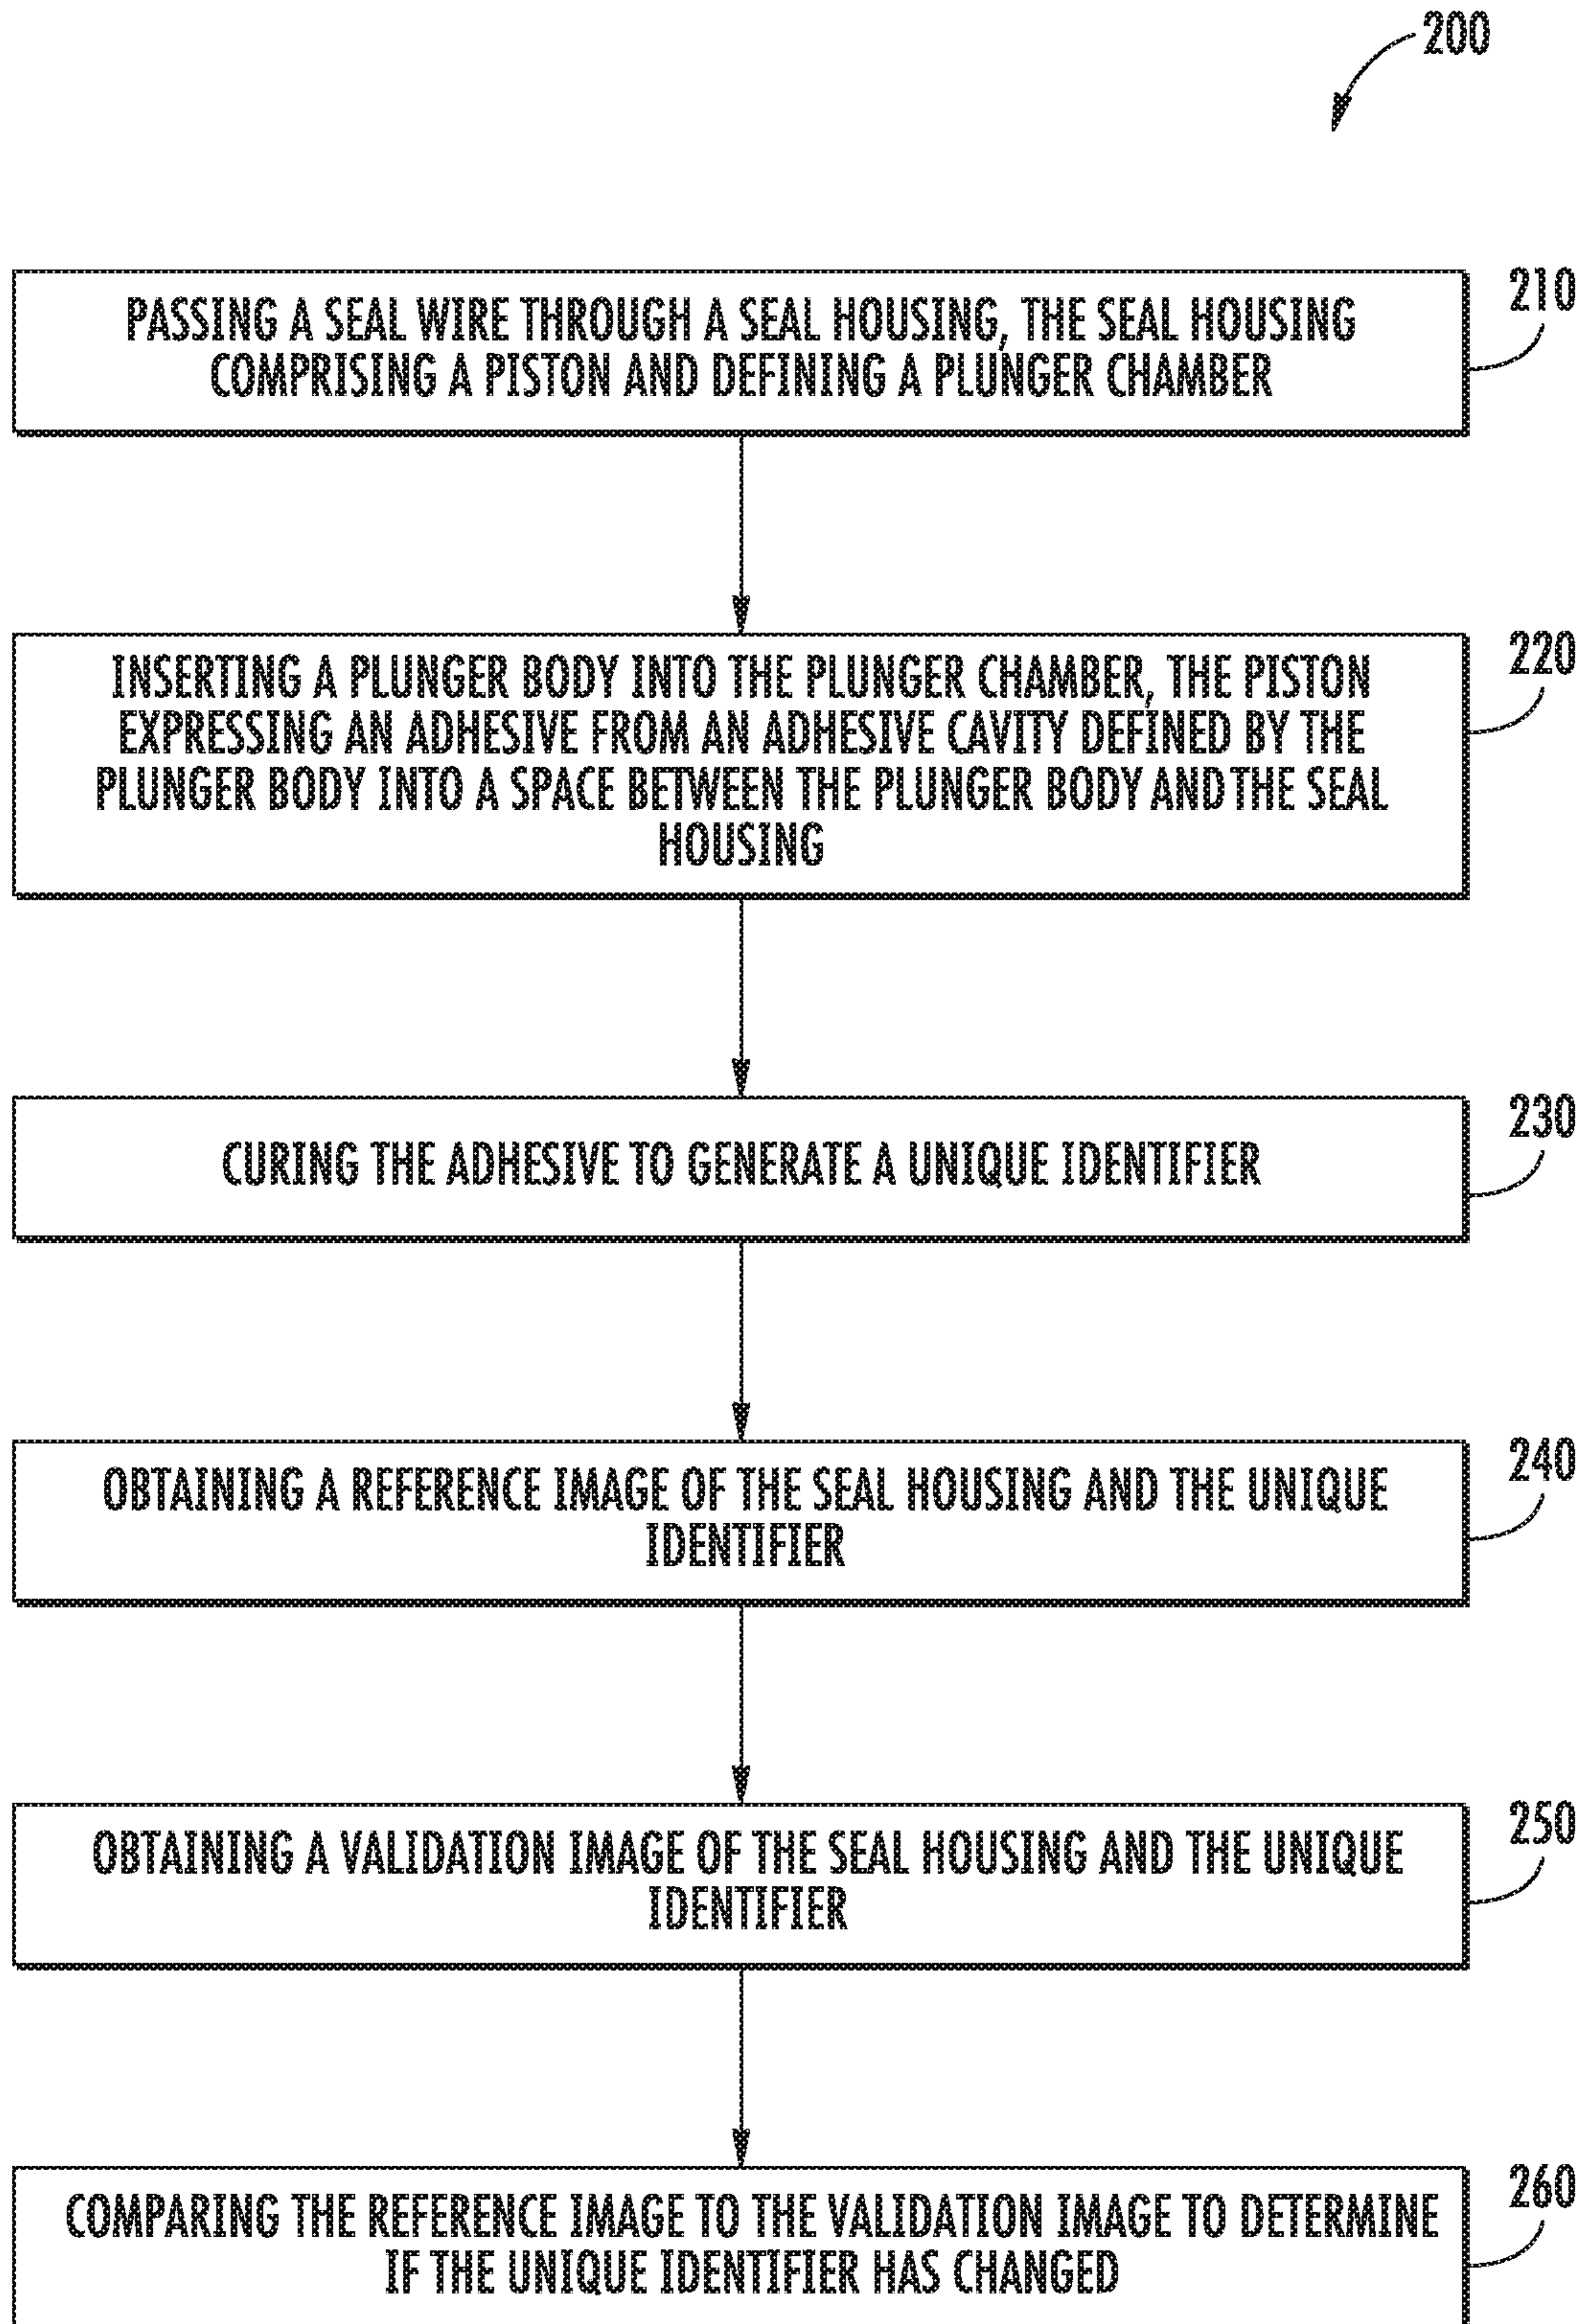 200
210
PASSING A SEAL WIRE THROUGH A SEAL HOUSING, THE SEAL HOUSING
COMPRISING A PISTON AND DEFINING A PLUNGER CHAMBER
220
INSERTING A PLUNGER BODY INTO THE PLUNGER CHAMBER, THE PISTON
EXPRESSING AN ADHESIVE FROM AN ADHESIVE CAVITY DEFINED BY THE
PLUNGER BODY INTO A SPACE BETWEEN THE PLUNGER BODY AND THE SEAL
HOUSING
230
CURING THE ADHESIVE TO GENERATE A UNIQUE IDENTIFIER
240
OBTAINING A REFERENCE IMAGE OF THE SEAL HOUSING AND THE UNIQUE
IDENTIFIER
250
OBTAINING A VALIDATION IMAGE OF THE SEAL HOUSING AND THE UNIQUE
IDENTIFIER
260
COMPARING THE REFERENCE IMAGE TO THE VALIDATION IMAGE TO DETERMINE
IF THE UNIQUE IDENTIFIER HAS CHANGED